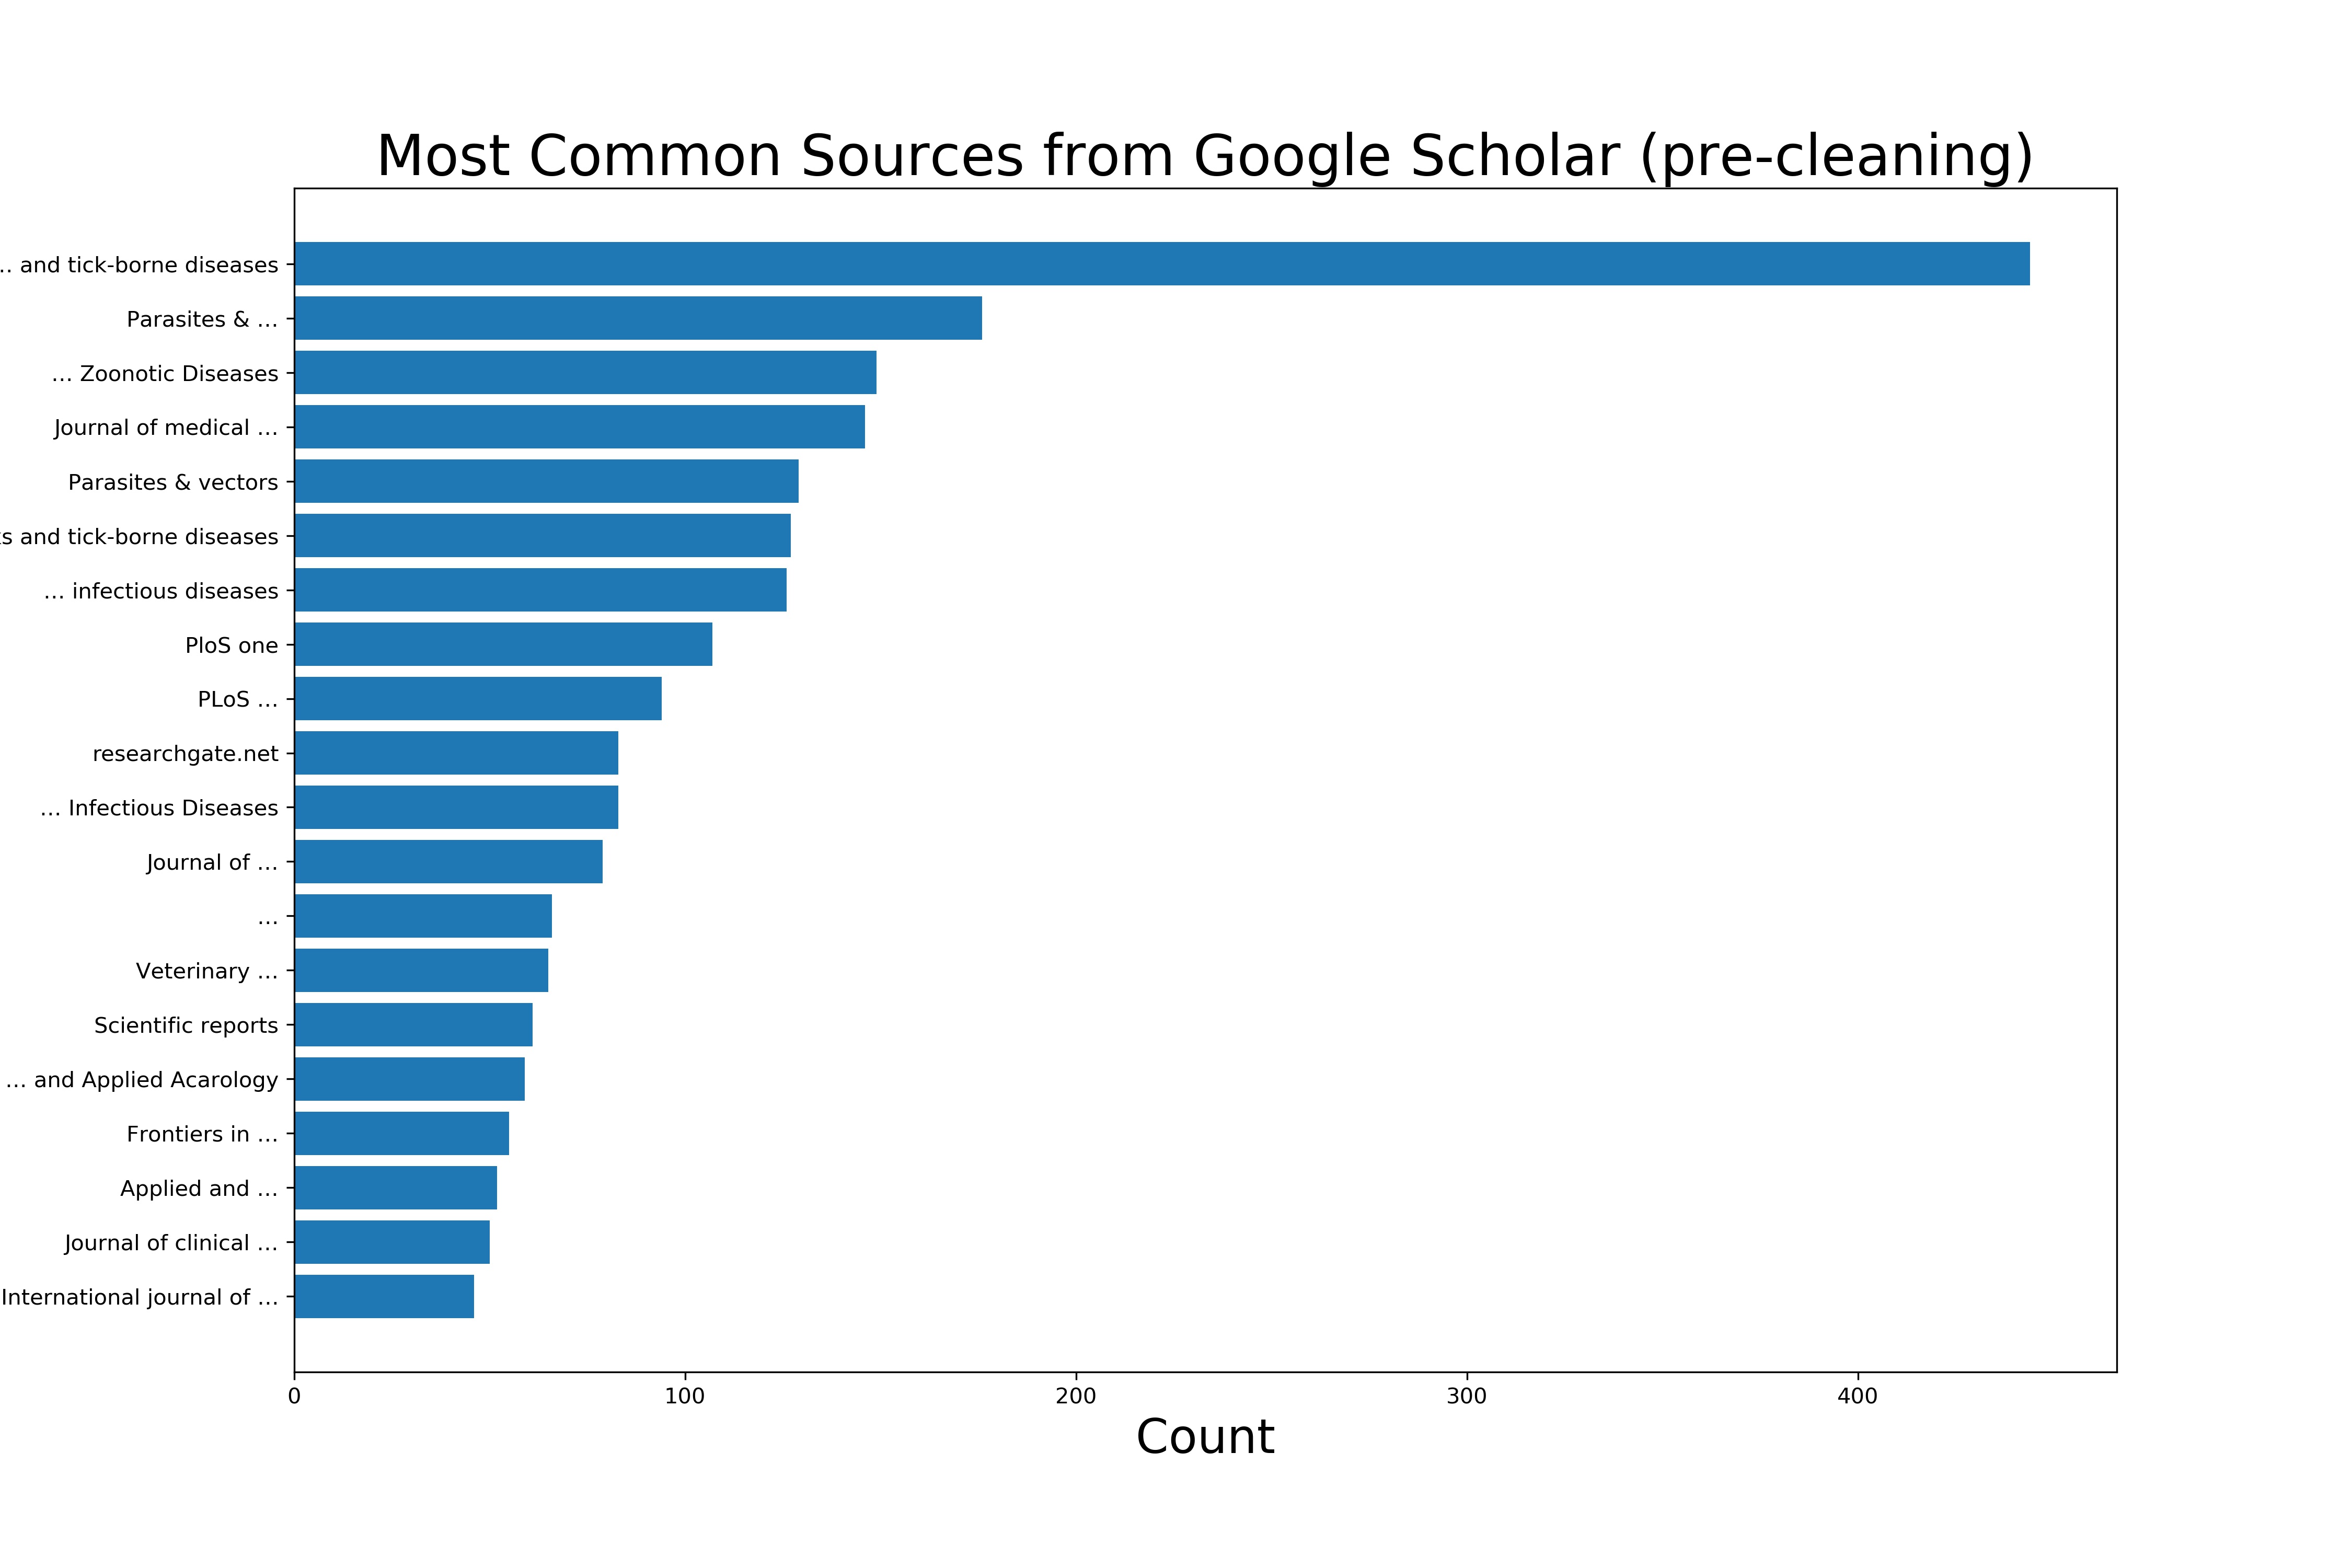 Most Common Sources from Google Scholar (pre-cleaning)
… and tick-borne diseases
Parasites & …
… Zoonotic Diseases
Journal of medical …
Parasites & vectors
and tick-borne diseases
… infectious diseases
PloS one
PLoS …
researchgate.net
… Infectious Diseases
Journal of …
…
Veterinary …
Scientific reports
… and Applied Acarology
Frontiers in …
Applied and …
Journal of clinical …
International journal of …
0 100 200 300 400
Count